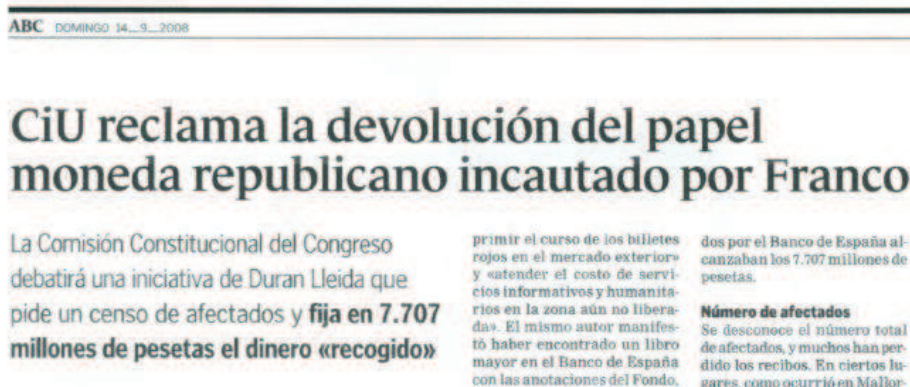 ABC DOMINGO 14_9_2008
CiU reclama la devolución del papel
moneda republicano incautado por Franco
La Comisión Constitucional del Congreso
debatirá una iniciativa de Duran Lleida que
pide un censo de afectados y fija en 7.707
millones de pesetas el dinero «recogido»
primir el curso de los billetes
rojos en el mercado exterior»
y «atender el costo de servi-
cios informativos y humanita-
rios en la zona aún no libera-
da». El mismo autor manifes-
tó haber encontrado un libro
mayor en el Banco de España
con las anotaciones del Fondo,
dos por el Banco de España al-
canzaban los 7.707 millones de
pesetas.
Número de afectados
Se desconoce el número total
de afectados, y muchos han per-
dido los recibos. En ciertos lu-
gares, como ocurrió en Mallor-